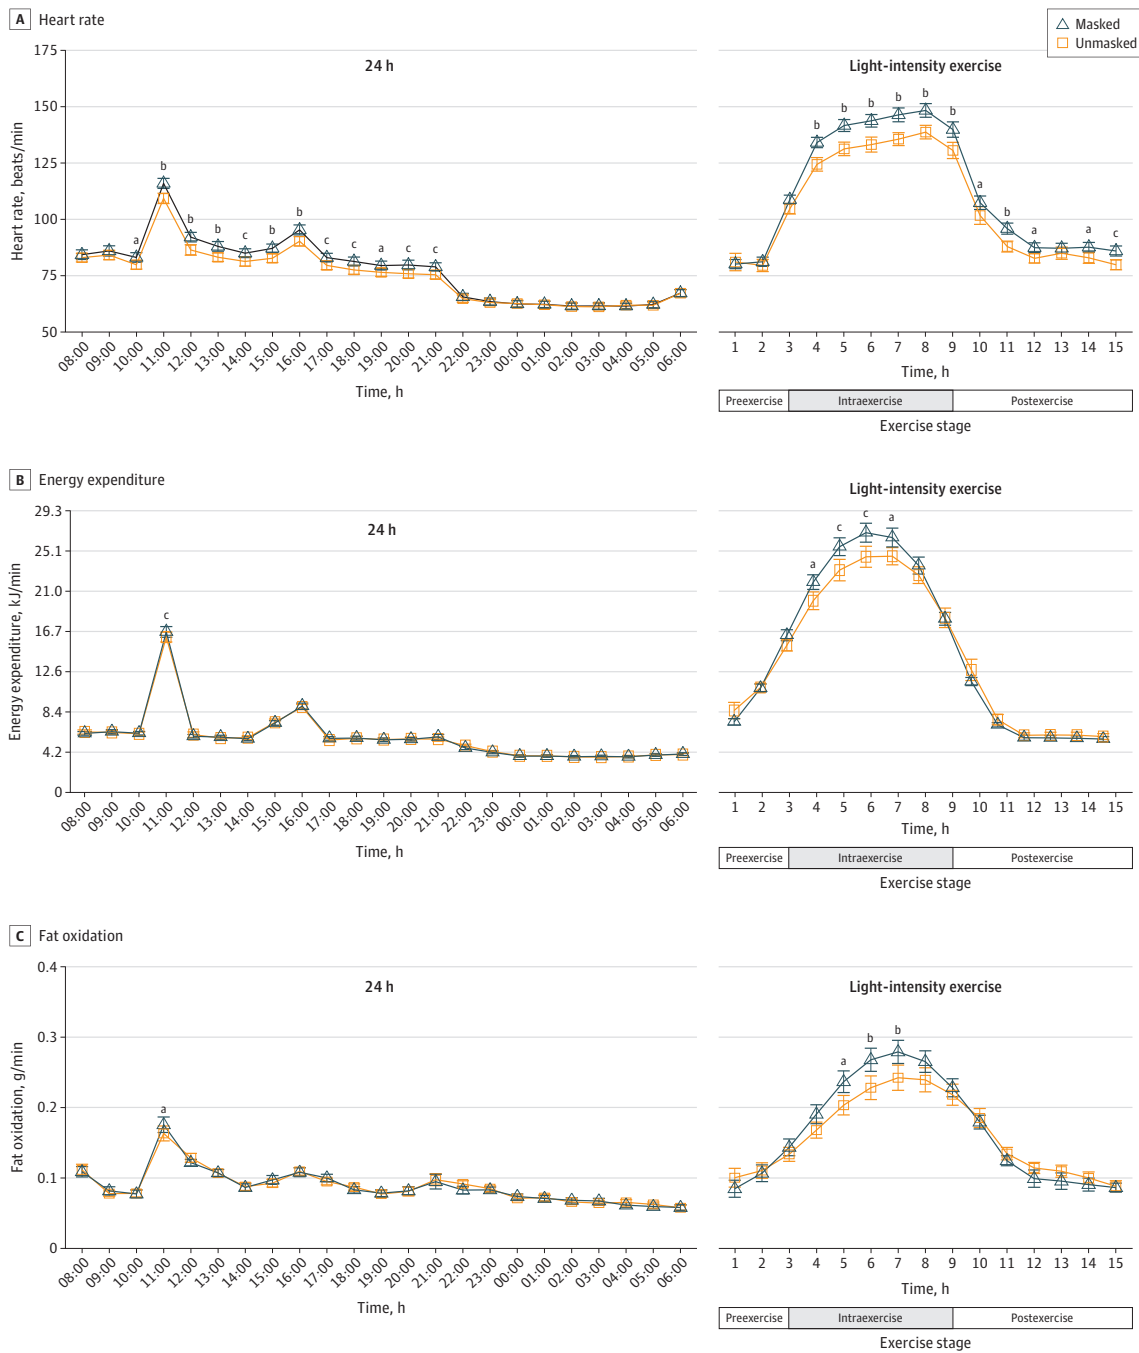 A Heart rate
Masked
Unmasked
24 h
Light-intensity exercise
Heart rate, beats/min
175
150
125
100
75
50
a
b
b
b
c
b
b
c
c
a
c
c
b
b
b
b
b
b
a
b
a
a
c
08:00 09:00 10:00 11:00 12:00 13:00 14:00 15:00 16:00 17:00 18:00 19:00 20:00 21:00 22:00 23:00 00:00 01:00 02:00 03:00 04:00 05:00 06:00
Time, h
1 2 3 4 5 6 7 8 9 10 11 12 13 14 15
Time, h
Preexercise Intraexercise Postexercise
Exercise stage
B Energy expenditure
24 h
Light-intensity exercise
Energy expenditure, kJ/min
29.3
25.1
21.0
16.7
12.6
8.4
4.2
0
c
a
c
c
a
08:00 09:00 10:00 11:00 12:00 13:00 14:00 15:00 16:00 17:00 18:00 19:00 20:00 21:00 22:00 23:00 00:00 01:00 02:00 03:00 04:00 05:00 06:00
Time, h
1 2 3 4 5 6 7 8 9 10 11 12 13 14 15
Time, h
Preexercise Intraexercise Postexercise
Exercise stage
C Fat oxidation
24 h
Light-intensity exercise
Fat oxidation, g/min
0.4
0.3
0.2
0.1
0
a
a
b
b
08:00 09:00 10:00 11:00 12:00 13:00 14:00 15:00 16:00 17:00 18:00 19:00 20:00 21:00 22:00 23:00 00:00 01:00 02:00 03:00 04:00 05:00 06:00
Time, h
1 2 3 4 5 6 7 8 9 10 11 12 13 14 15
Time, h
Preexercise Intraexercise Postexercise
Exercise stage